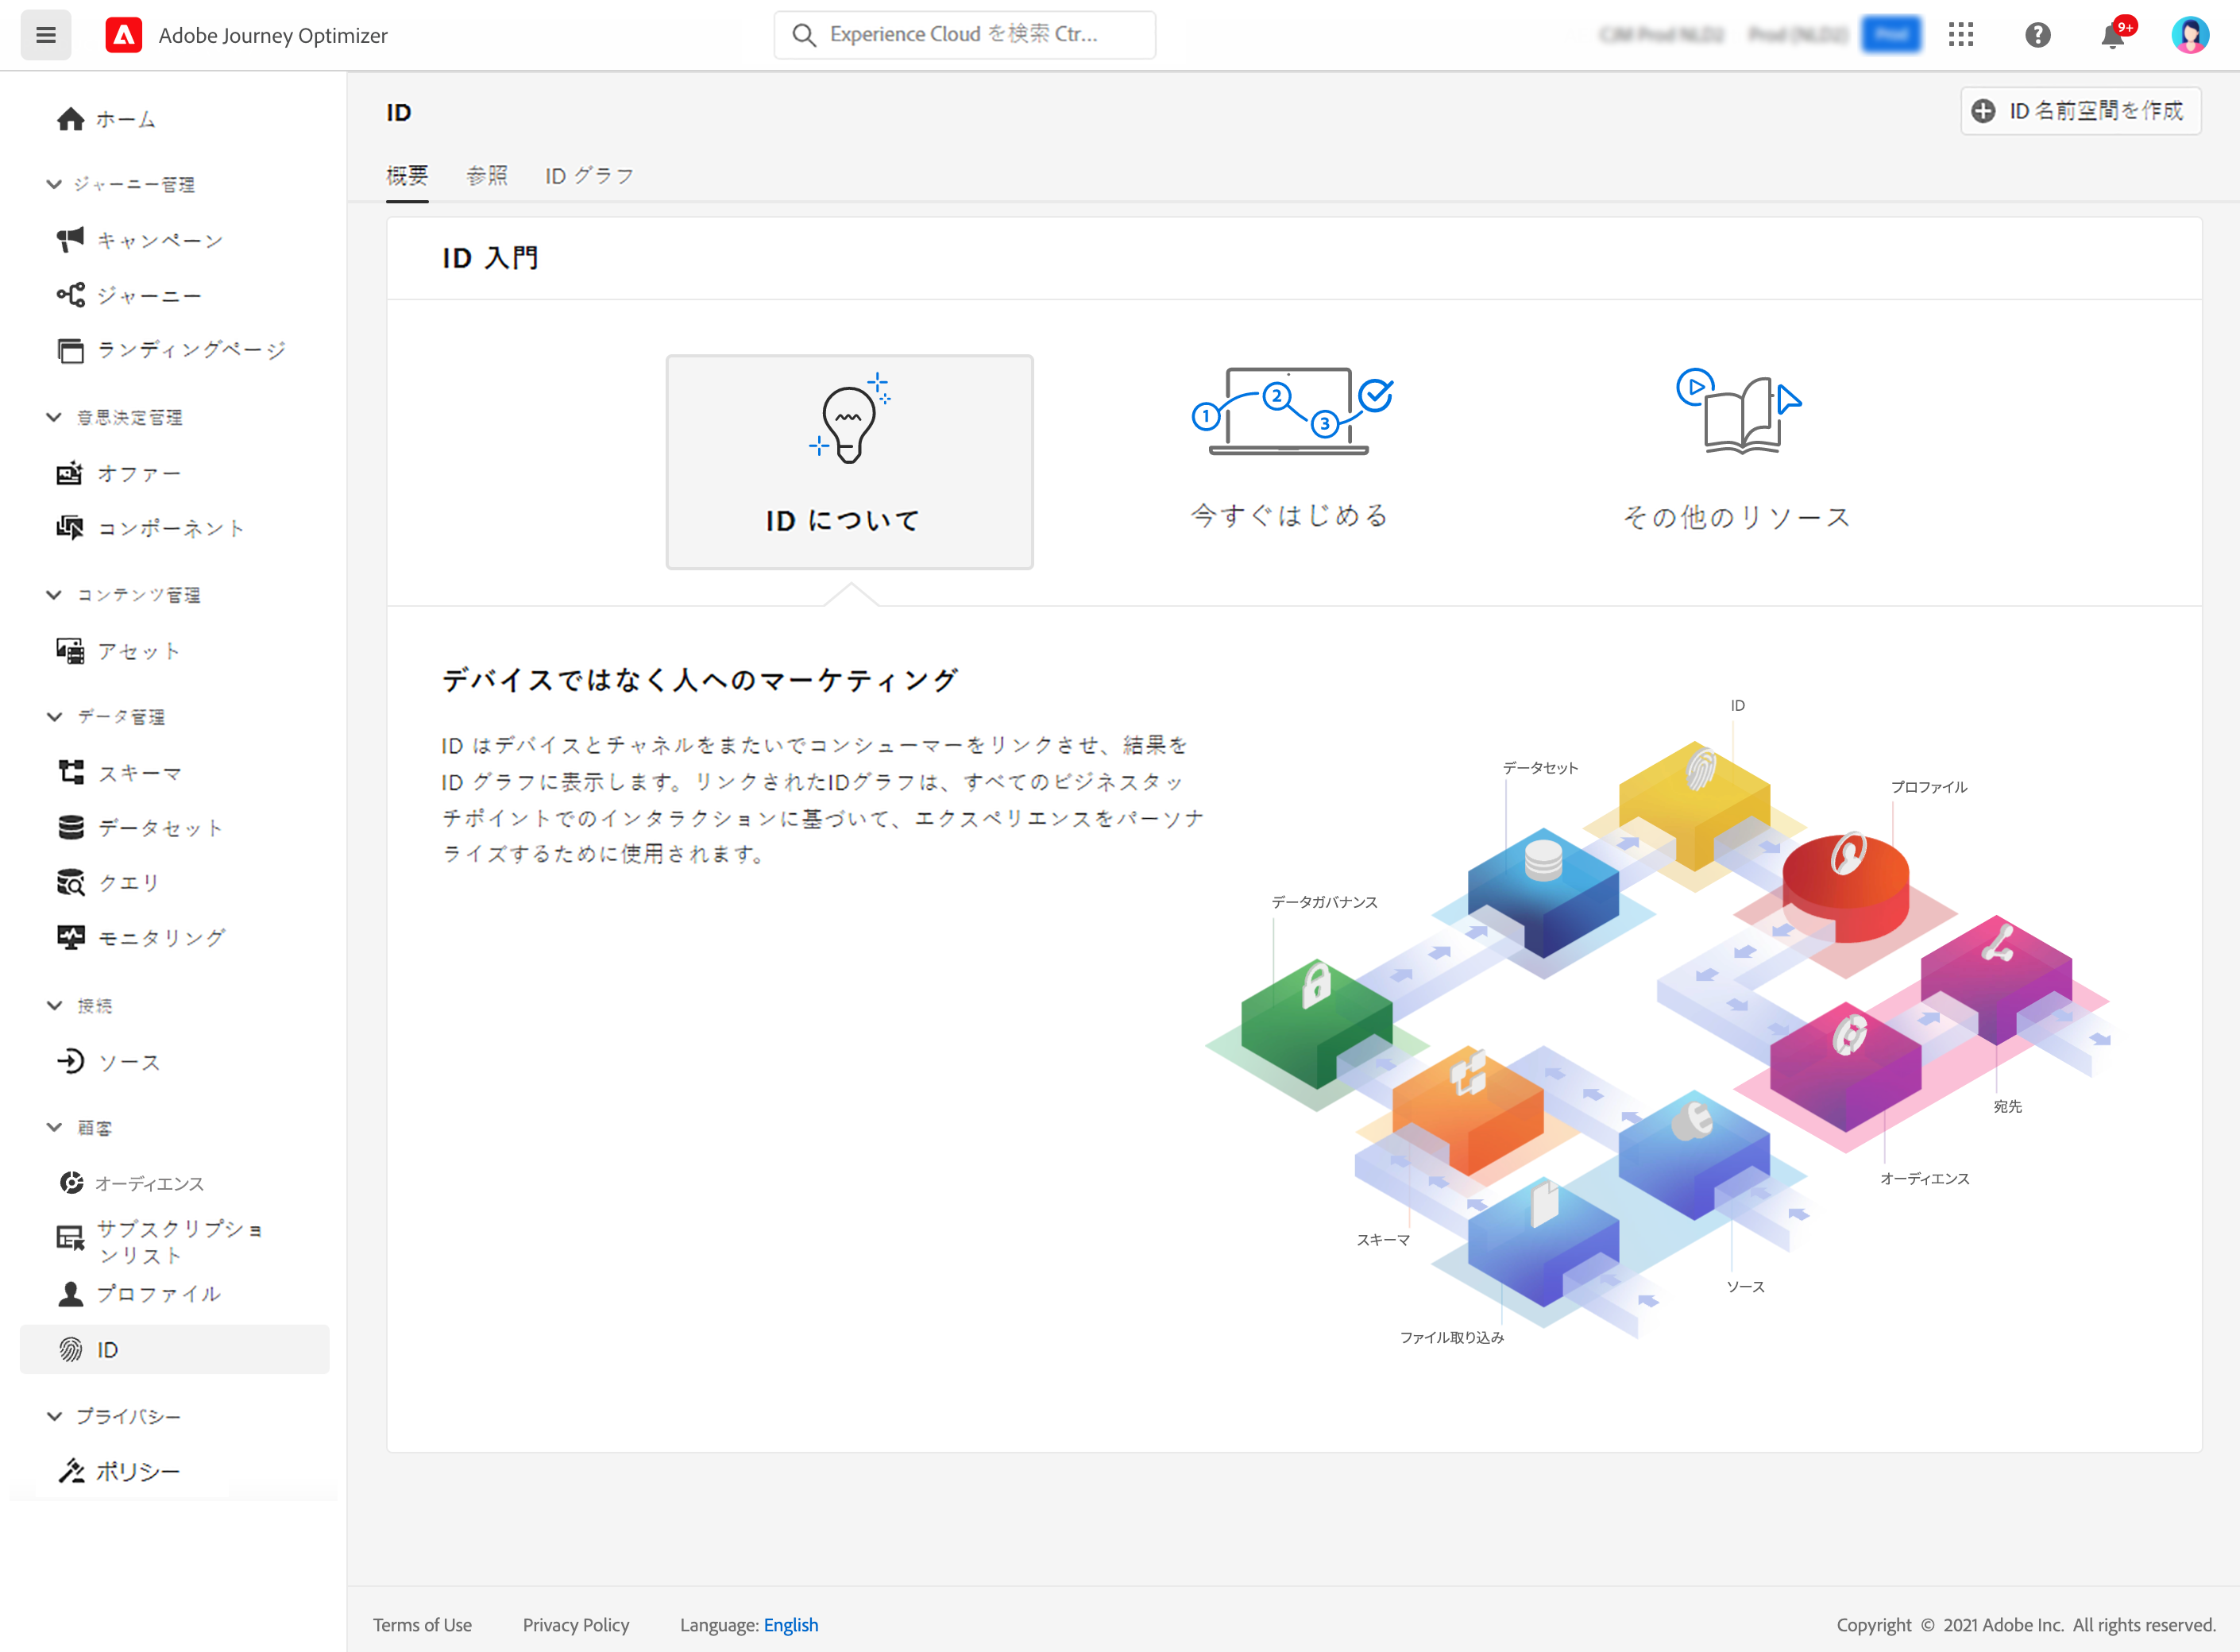 Adobe Journey Optimizer
Experience Cloud を検索 Ctr...
9+
ホーム
ジャーニー管理
キャンペーン
ジャーニー
ランディングページ
意思決定管理
オファー
コンポーネント
コンテンツ管理
アセット
データ管理
スキーマ
データセット
クエリ
モニタリング
接続
ソース
顧客
オーディエンス
サブスクリプショ
ンリスト
プロファイル
ID
プライバシー
ポリシー
ID
ID 名前空間を作成
概要 参照 ID グラフ
ID 入門
1 2 3
ID について
今すぐはじめる
その他のリソース
デバイスではなく人へのマーケティング
ID はデバイスとチャネルをまたいでコンシューマーをリンクさせ、結果を
ID グラフに表示します。リンクされたIDグラフは、すべてのビジネスタッ
チポイントでのインタラクションに基づいて、エクスペリエンスをパーソナ
ライズするために使用されます。
ID
データセット
プロファイル
データガバナンス
宛先
オーディエンス
スキーマ
ソース
ファイル取り込み
Terms of Use Privacy Policy Language: English
Copyright © 2021 Adobe Inc. All rights reserved.